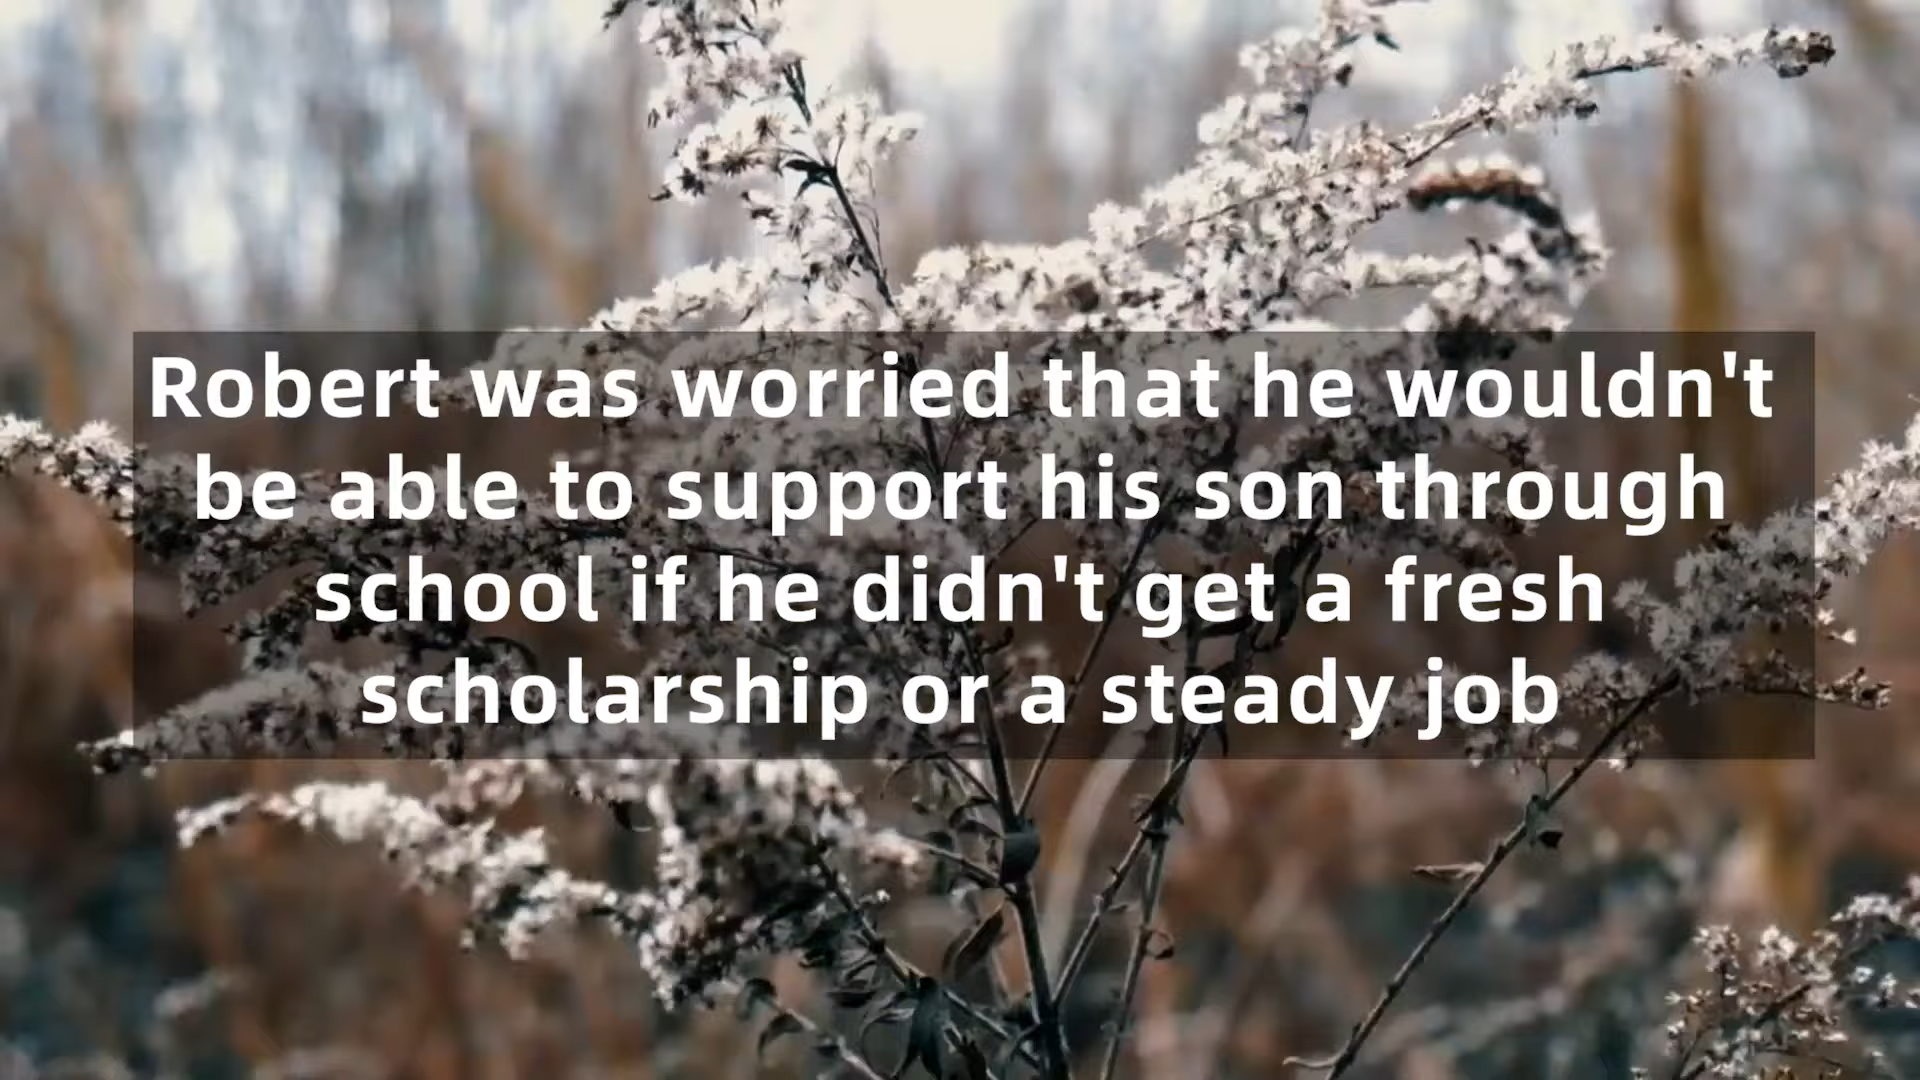 Robert was worried that he wouldn't
be able to support his son through
school if he didn't get a fresh
scholarship or a steady job